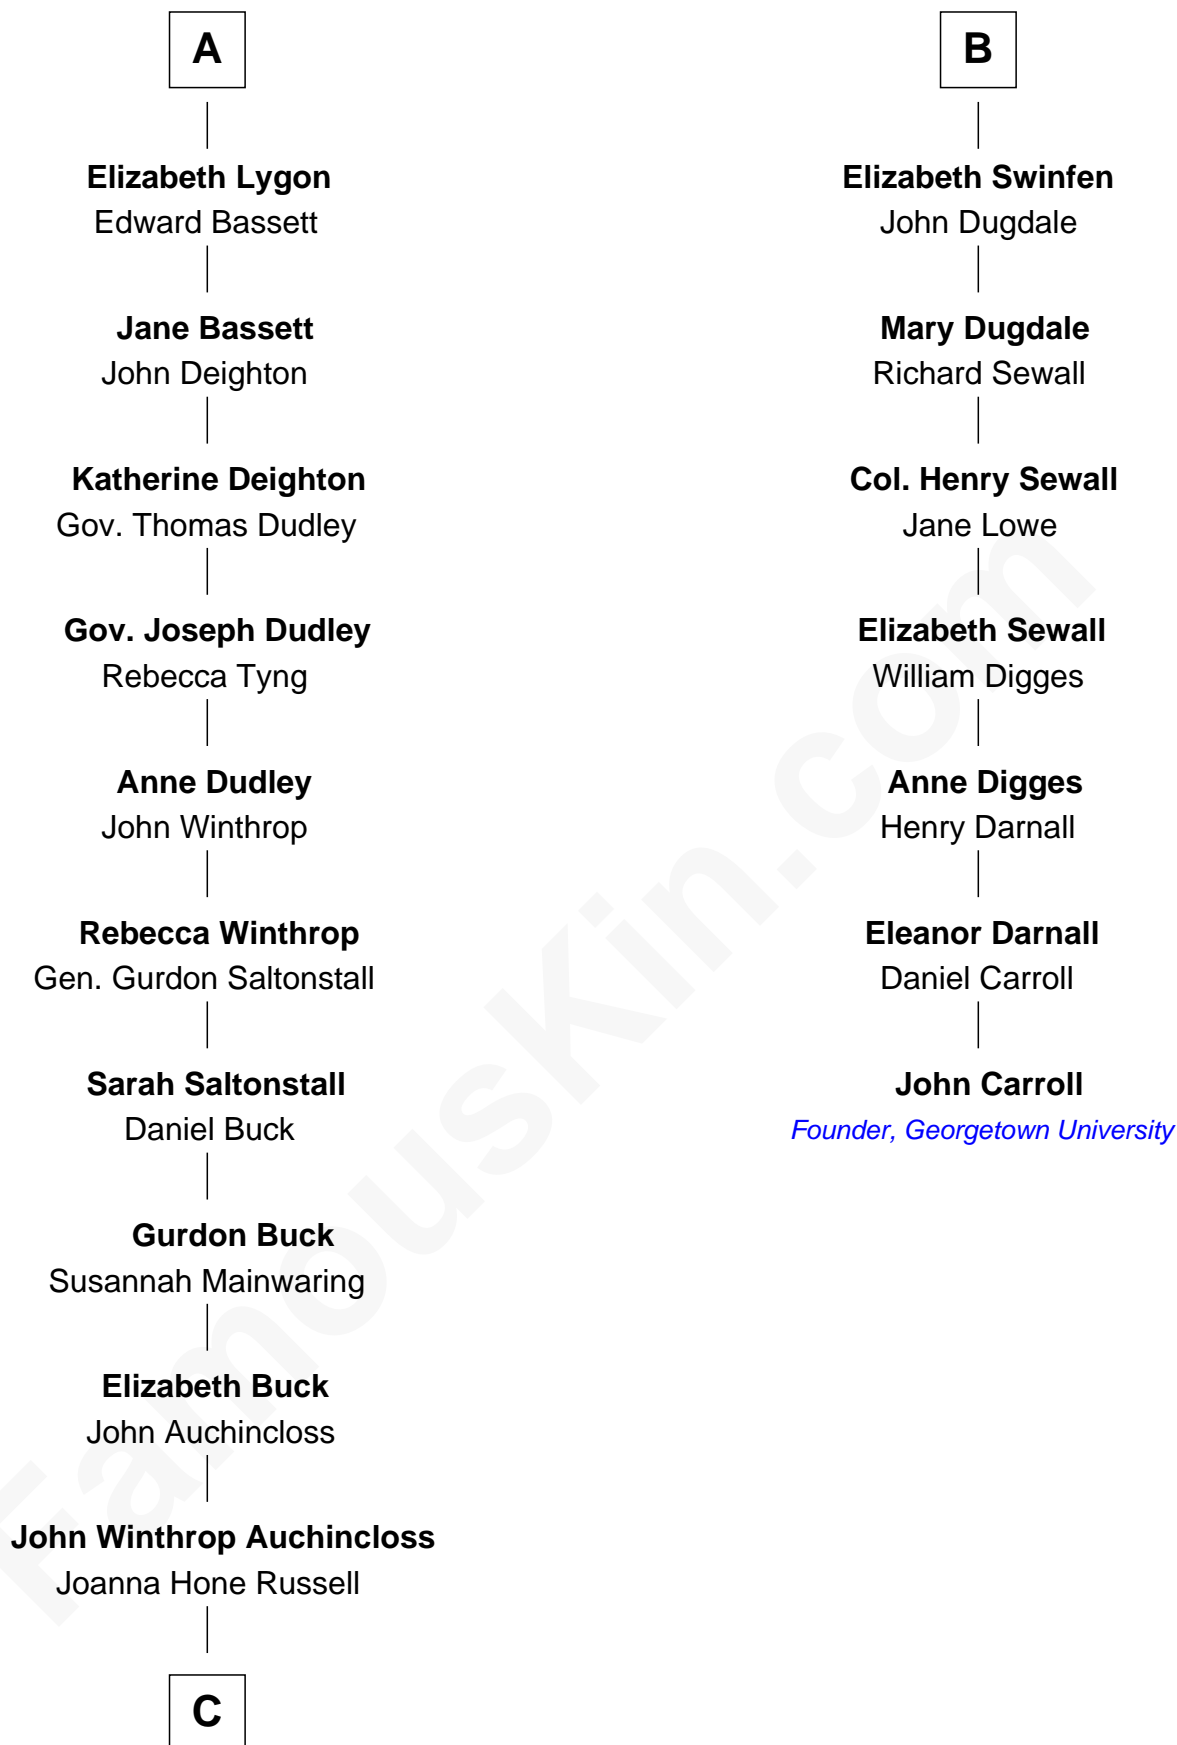 A
Elizabeth Lygon
Edward Bassett
Jane Bassett
John Deighton
Katherine Deighton
Gov. Thomas Dudley
Gov. Joseph Dudley
Rebecca Tyng
Anne Dudley
John Winthrop
Rebecca Winthrop
Gen. Gurdon Saltonstall
Sarah Saltonstall
Daniel Buck
Gurdon Buck
Susannah Mainwaring
Elizabeth Buck
John Auchincloss
John Winthrop Auchincloss
Joanna Hone Russell
C
B
Elizabeth Swinfen
John Dugdale
Mary Dugdale
Richard Sewall
Col. Henry Sewall
Jane Lowe
Elizabeth Sewall
William Digges
Anne Digges
Henry Darnall
Eleanor Darnall
Daniel Carroll
John Carroll
Founder, Georgetown University
FamousKin.com